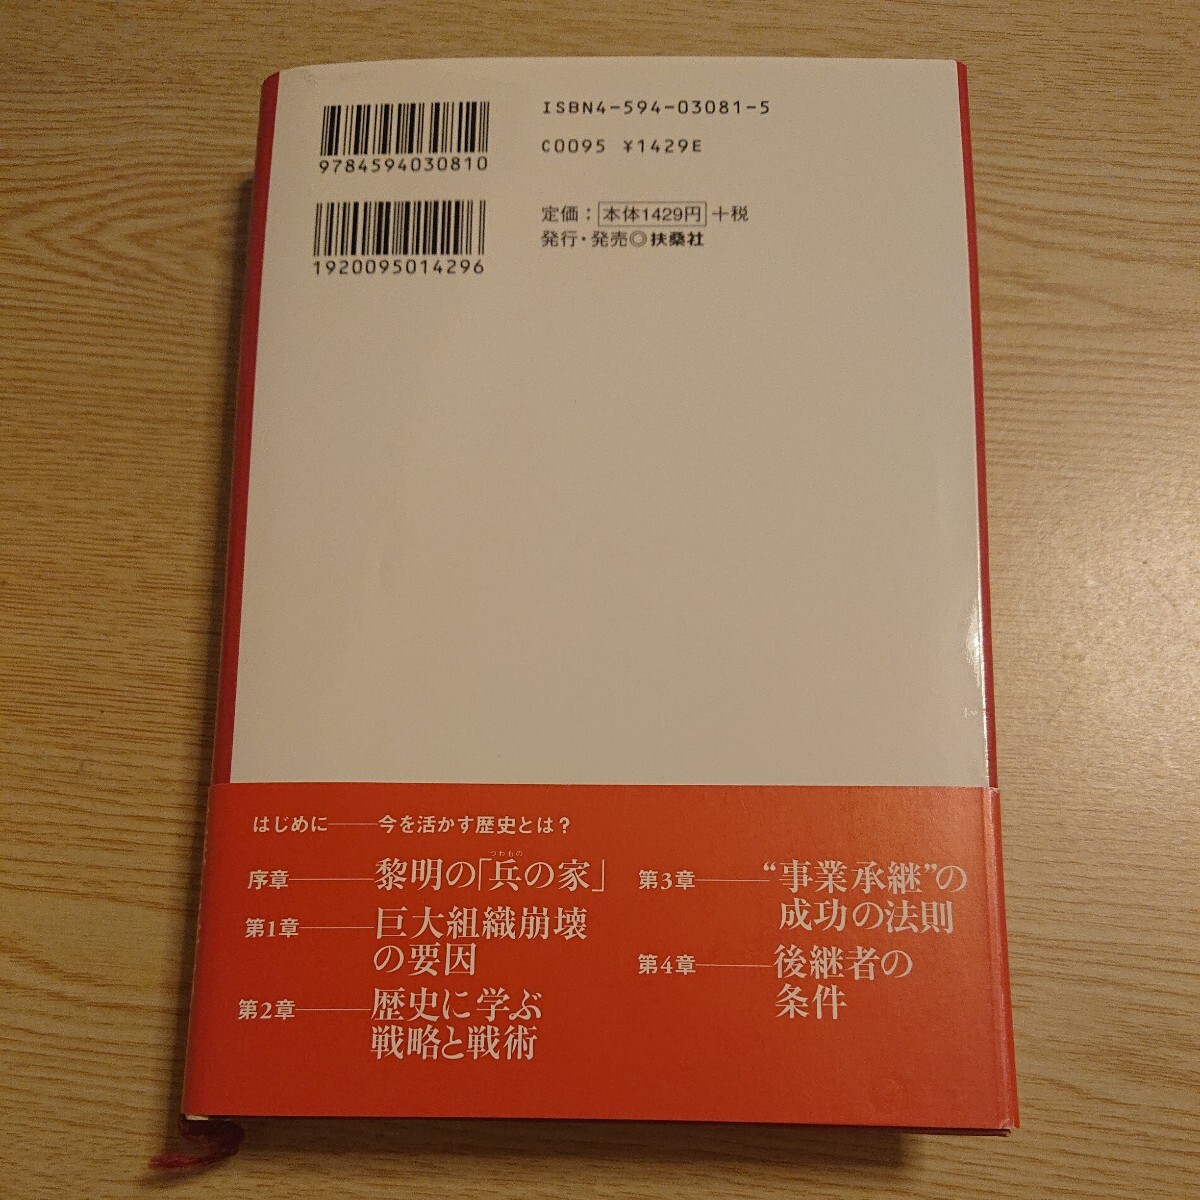 ISBN4-594-03081-5
9784594030810
C0095 ¥1429E
1920095014296
定価：本体1429円＋税
発行・発売◎扶桑社
はじめに――今を活かす歴史とは？
序章――黎明の「兵の家」
つわもの
第1章――巨大組織崩壊
の要因
第2章――歴史に学ぶ
戦略と戦術
第3章――“事業承継”の
成功の法則
第4章――後継者の
条件